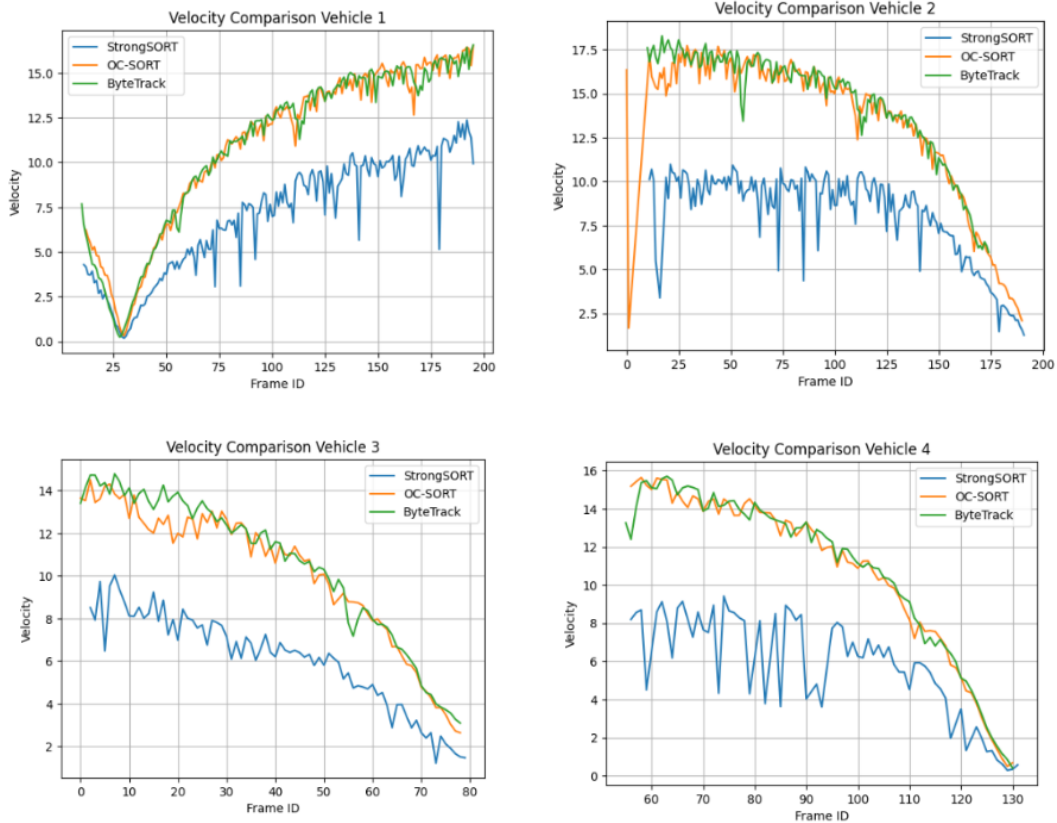 Velocity Comparison Vehicle 1
StrongSORT
OC-SORT
ByteTrack
Velocity
15.0
12.5
10.0
7.5
5.0
2.5
0.0
25 50 75 100 125 150 175 200
Frame ID
Velocity Comparison Vehicle 2
StrongSORT
OC-SORT
ByteTrack
Velocity
17.5
15.0
12.5
10.0
7.5
5.0
2.5
0 25 50 75 100 125 150 175 200
Frame ID
Velocity Comparison Vehicle 3
StrongSORT
OC-SORT
ByteTrack
Velocity
14
12
10
8
6
4
2
0 10 20 30 40 50 60 70 80
Frame ID
Velocity Comparison Vehicle 4
StrongSORT
OC-SORT
ByteTrack
Velocity
16
14
12
10
8
6
4
2
0
60 70 80 90 100 110 120 130
Frame ID